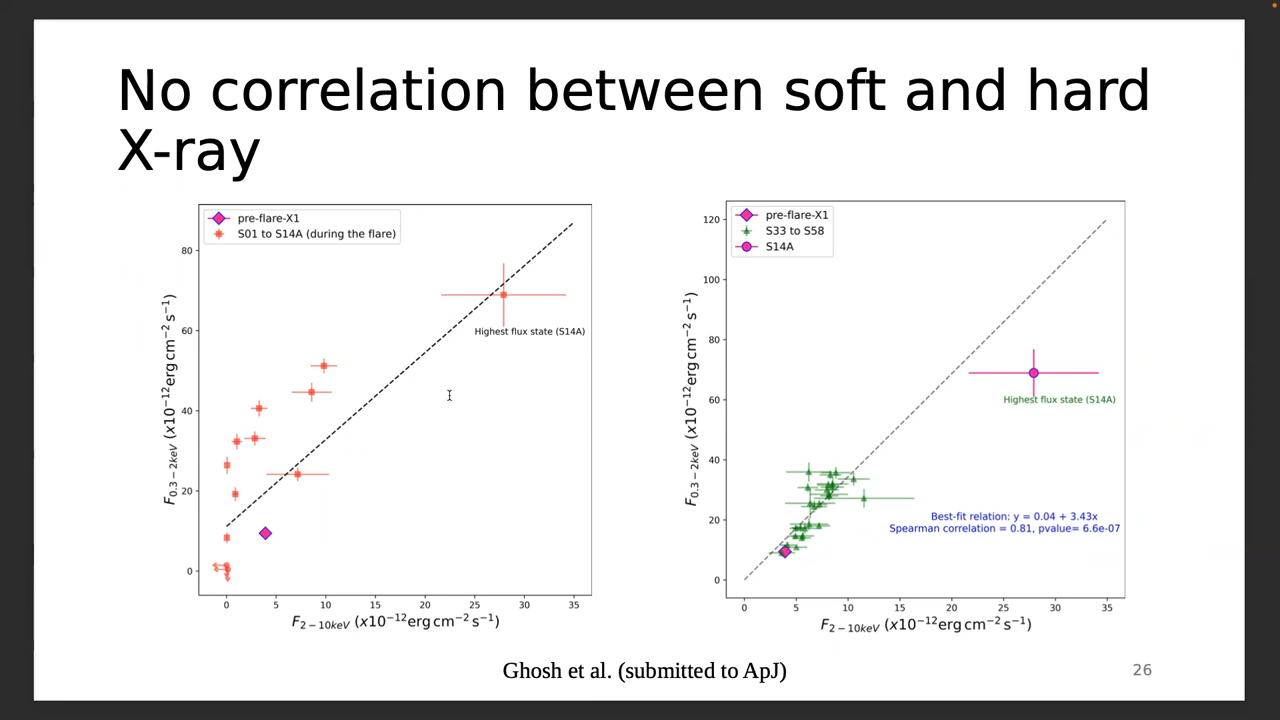 No correlation between soft and hard
X-ray
pre-flare-X1
S01 to S14A (during the flare)
80
60
40
20
0
Highest flux state (S14A)
0 5 10 15 20 25 30 35
F₀.₃₋₂keV (x10⁻¹²erg cm⁻² s⁻¹)
F₂₋₁₀keV (x10⁻¹²erg cm⁻² s⁻¹)
pre-flare-X1
S33 to S58
S14A
120
100
80
60
40
20
0
Highest flux state (S14A)
Best-fit relation: y = 0.04 + 3.43x
Spearman correlation = 0.81, pvalue= 6.6e-07
0 5 10 15 20 25 30 35
F₀.₃₋₂keV (x10⁻¹²erg cm⁻² s⁻¹)
F₂₋₁₀keV (x10⁻¹²erg cm⁻² s⁻¹)
Ghosh et al. (submitted to ApJ)
26